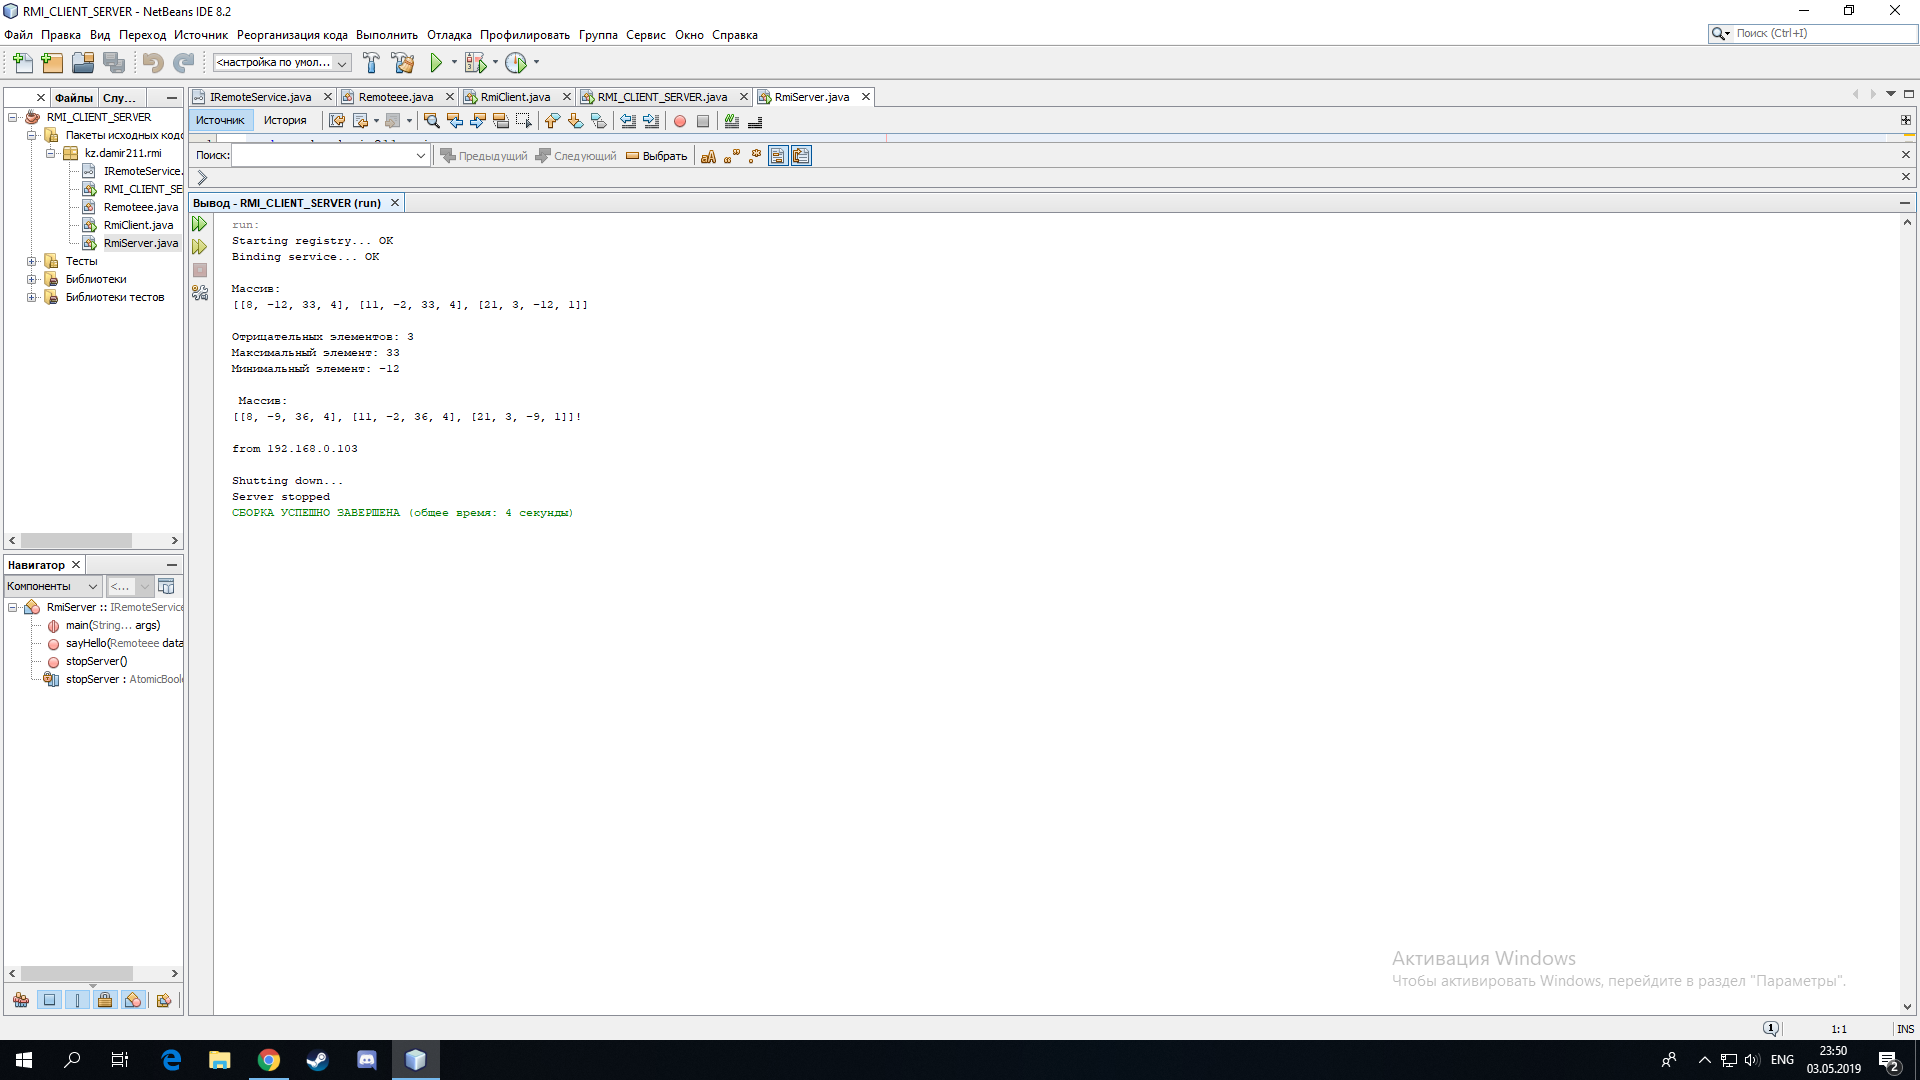 RMI_CLIENT_SERVER - NetBeans IDE 8.2
Файл Правка Вид Переход Источник Реорганизация кода Выполнить Отладка Профилировать Группа Сервис Окно Справка
Поиск (Ctrl+I)
<настройка по умол...
Файлы Слу...
IRemoteService.java Remoteee.java RmiClient.java RMI_CLIENT_SERVER.java RmiServer.java
Источник История
Поиск: Предыдущий Следующий Выбрать
RMI_CLIENT_SERVER
Пакеты исходных кодо
kz.damir211.rmi
IRemoteService.
RMI_CLIENT_SE
Remoteee.java
RmiClient.java
RmiServer.java
Тесты
Библиотеки
Библиотеки тестов
Вывод - RMI_CLIENT_SERVER (run)
run:
Starting registry... OK
Binding service... OK
Массив:
[[8, -12, 33, 4], [11, -2, 33, 4], [21, 3, -12, 1]]
Отрицательных элементов: 3
Максимальный элемент: 33
Минимальный элемент: -12
Массив:
[[8, -9, 36, 4], [11, -2, 36, 4], [21, 3, -9, 1]]!
from 192.168.0.103
Shutting down...
Server stopped
СБОРКА УСПЕШНО ЗАВЕРШЕНА (общее время: 4 секунды)
Навигатор
Компоненты <...
RmiServer :: IRemoteService
main(String... args)
sayHello(Remoteee data
stopServer()
stopServer : AtomicBool
Активация Windows
Чтобы активировать Windows, перейдите в раздел "Параметры".
1 1:1 INS
ENG 23:50
03.05.2019
2